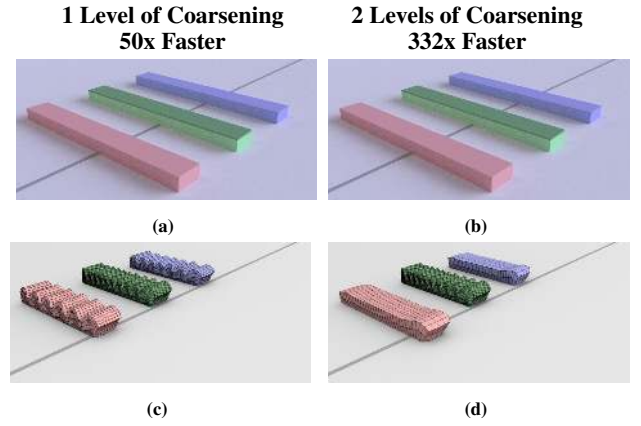 1 Level of Coarsening
50x Faster
2 Levels of Coarsening
332x Faster
(a)
(b)
(c)
(d)